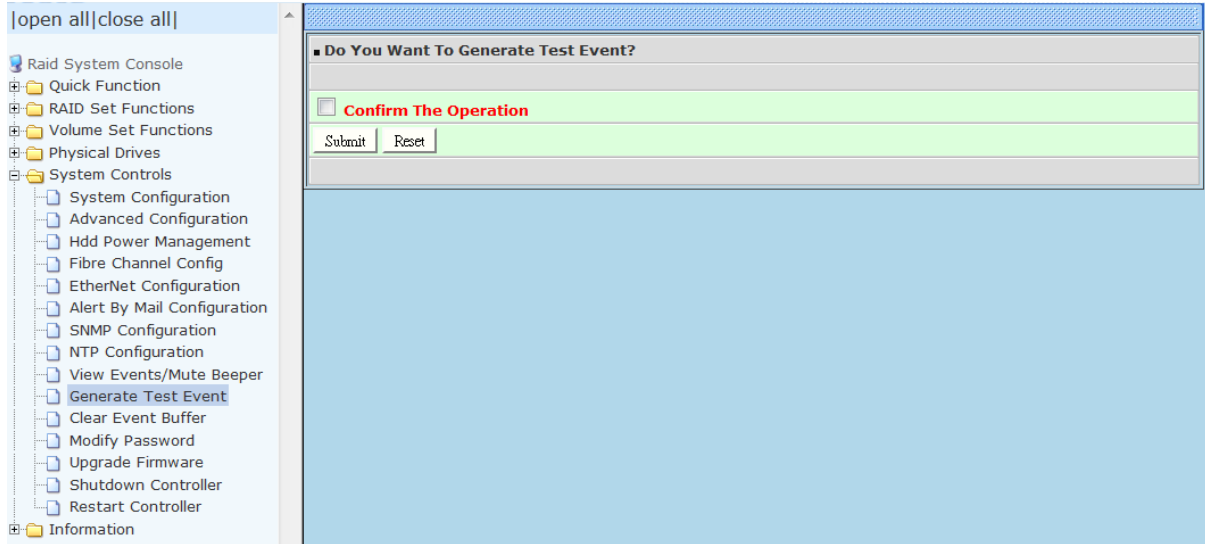 |open all|close all|
Raid System Console
Quick Function
RAID Set Functions
Volume Set Functions
Physical Drives
System Controls
System Configuration
Advanced Configuration
Hdd Power Management
Fibre Channel Config
EtherNet Configuration
Alert By Mail Configuration
SNMP Configuration
NTP Configuration
View Events/Mute Beeper
Generate Test Event
Clear Event Buffer
Modify Password
Upgrade Firmware
Shutdown Controller
Restart Controller
Information
Do You Want To Generate Test Event?
Confirm The Operation
Submit Reset